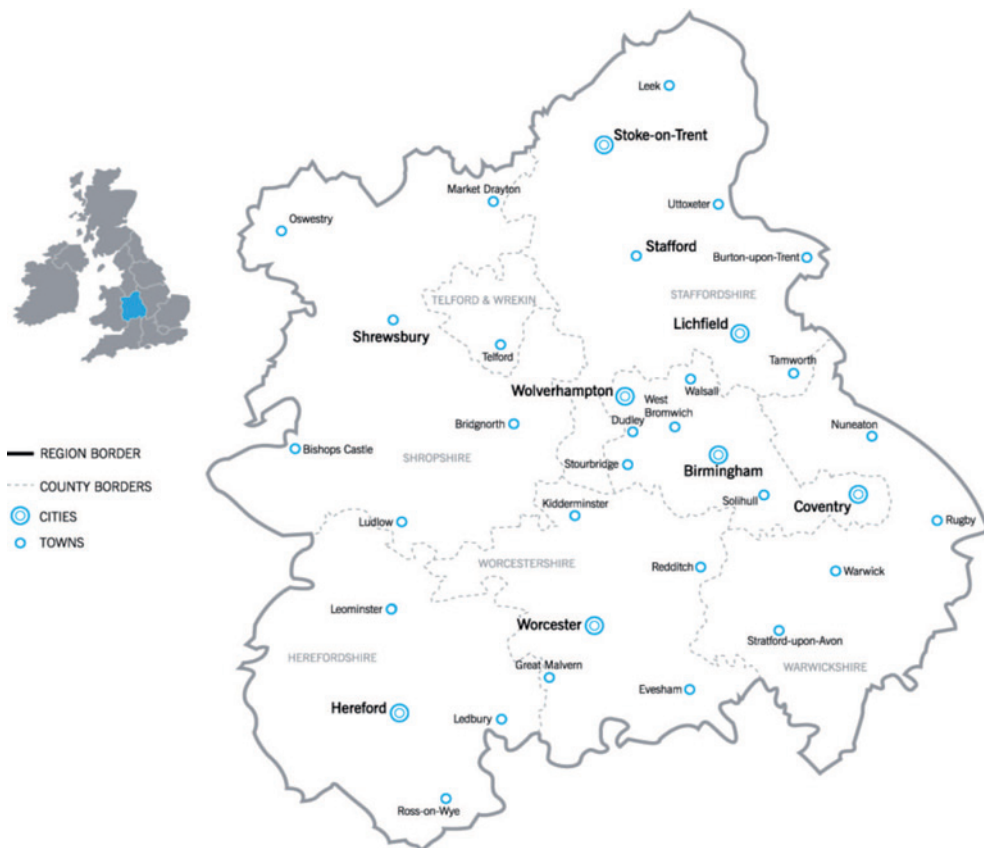 Leek
Stoke-on-Trent
Market Drayton
Uttoxeter
Oswestry
Stafford
Burton-upon-Trent
TELFORD & WREKIN
STAFFORDSHIRE
Lichfield
Shrewsbury
Telford
Tamworth
Wolverhampton
Walsall
West
Bromwich
Bridgnorth
Dudley
Nuneaton
Bishops Castle
SHROPSHIRE
Stourbridge
Birmingham
Kidderminster
Solihull
Coventry
Ludlow
Rugby
WORCESTERSHIRE
Redditch
Warwick
Leominster
Worcester
Stratford-upon-Avon
HEREFORDSHIRE
Great Malvern
WARWICKSHIRE
Evesham
Hereford
Ledbury
Ross-on-Wye
REGION BORDER
COUNTY BORDERS
CITIES
TOWNS